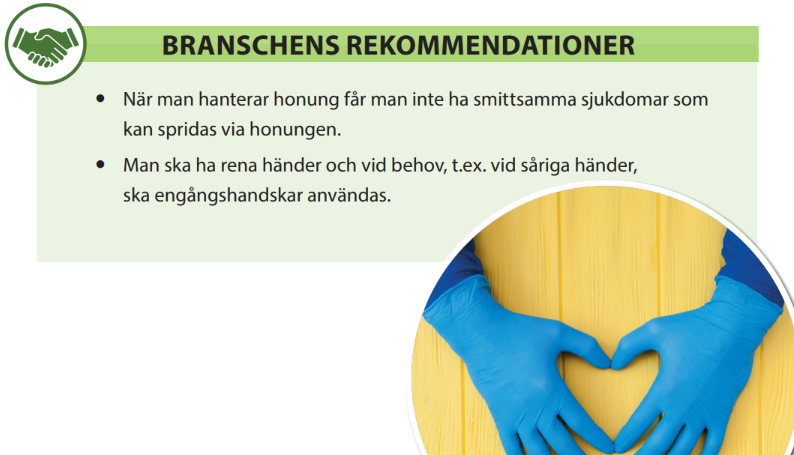 BRANSCHENS REKOMMENDATIONER
• När man hanterar honung får man inte ha smittsamma sjukdomar som
kan spridas via honungen.
• Man ska ha rena händer och vid behov, t.ex. vid såriga händer,
ska engångshandskar användas.